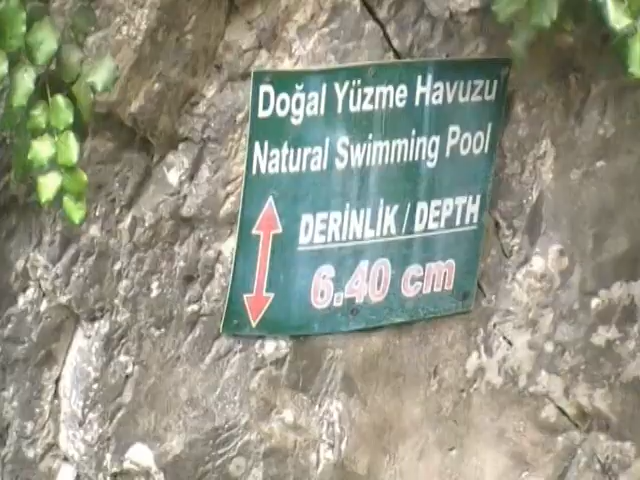 Doğal Yüzme Havuzu
Natural Swimming Pool
DERİNLİK / DEPTH
6.40 cm